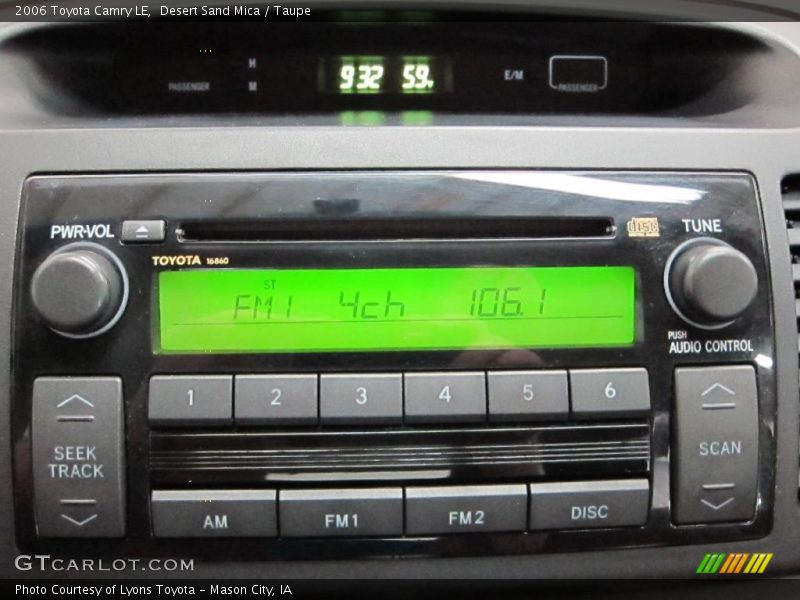 2006 Toyota Camry LE,  Desert Sand Mica / Taupe
H
9:32 59°F
E/M
PASSENGER
M
PASSENGER
PWR•VOL
disc
TUNE
TOYOTA 16860
ST
FM1 4ch 106.1
PUSH
AUDIO CONTROL
1 2 3 4 5 6
SEEK
TRACK
SCAN
AM FM1 FM2 DISC
GTCARLOT.COM
Photo Courtesy of Lyons Toyota - Mason City, IA